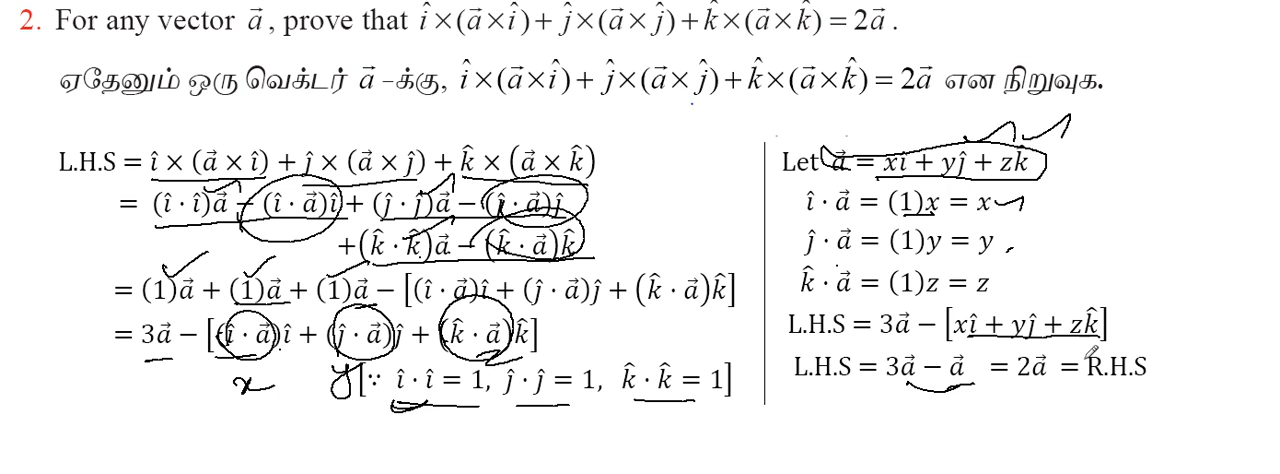 2. For any vector a⃗, prove that î×(a⃗×î)+ĵ×(a⃗×ĵ)+k̂×(a⃗×k̂)=2a⃗.
ஏதேனும் ஒரு வெக்டர் a⃗ –க்கு, î×(a⃗×î)+ĵ×(a⃗×ĵ)+k̂×(a⃗×k̂)=2a⃗ என நிறுவுக.
L.H.S = î × (a⃗ × î) + ĵ × (a⃗ × ĵ) + k̂ × (a⃗ × k̂)
= (î · î)a⃗ − (î · a⃗)î + (ĵ · ĵ)a⃗ − (ĵ · a⃗)ĵ
+(k̂ · k̂)a⃗ − (k̂ · a⃗)k̂
= (1)a⃗ + (1)a⃗ + (1)a⃗ − [(î · a⃗)î + (ĵ · a⃗)ĵ + (k̂ · a⃗)k̂]
= 3a⃗ − [(î · a⃗)î + (ĵ · a⃗)ĵ + (k̂ · a⃗)k̂]
x y
[∵ î · î = 1, ĵ · ĵ = 1, k̂ · k̂ = 1]
Let a⃗ = xî + yĵ + zk̂
î · a⃗ = (1)x = x
ĵ · a⃗ = (1)y = y
k̂ · a⃗ = (1)z = z
L.H.S = 3a⃗ − [xî + yĵ + zk̂]
L.H.S = 3a⃗ − a⃗ = 2a⃗ = R.H.S